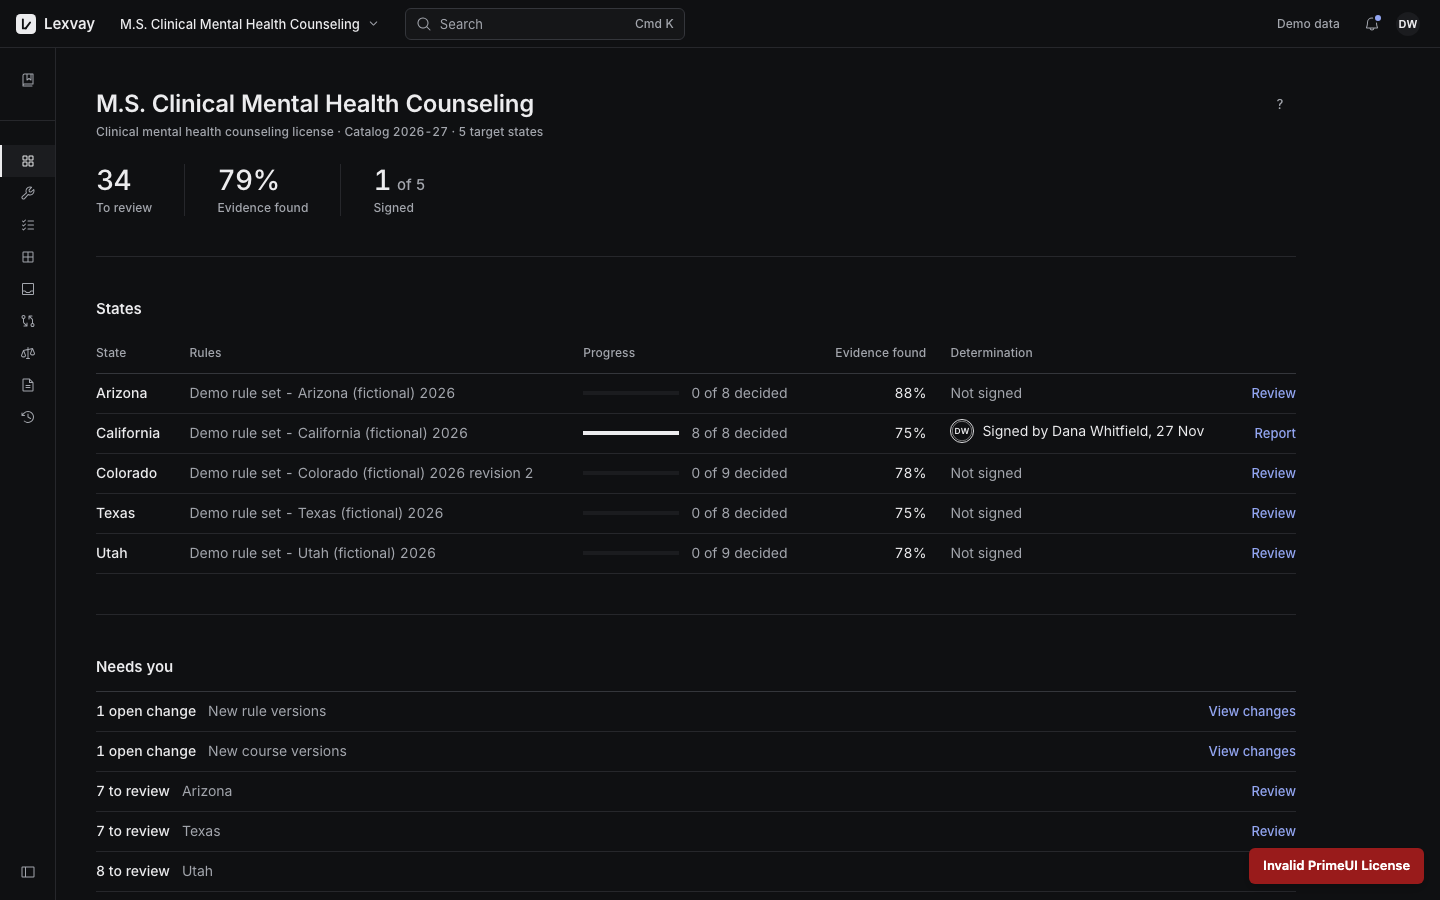 Lexvay M.S. Clinical Mental Health Counseling Search Cmd K Demo data DW
M.S. Clinical Mental Health Counseling ?
Clinical mental health counseling license · Catalog 2026-27 · 5 target states
34 79% 1 of 5
To review Evidence found Signed
States
State Rules Progress Evidence found Determination
Arizona Demo rule set - Arizona (fictional) 2026 0 of 8 decided 88% Not signed Review
California Demo rule set - California (fictional) 2026 8 of 8 decided 75% DW Signed by Dana Whitfield, 27 Nov Report
Colorado Demo rule set - Colorado (fictional) 2026 revision 2 0 of 9 decided 78% Not signed Review
Texas Demo rule set - Texas (fictional) 2026 0 of 8 decided 75% Not signed Review
Utah Demo rule set - Utah (fictional) 2026 0 of 9 decided 78% Not signed Review
Needs you
1 open change New rule versions View changes
1 open change New course versions View changes
7 to review Arizona Review
7 to review Texas Review
8 to review Utah
Invalid PrimeUI License